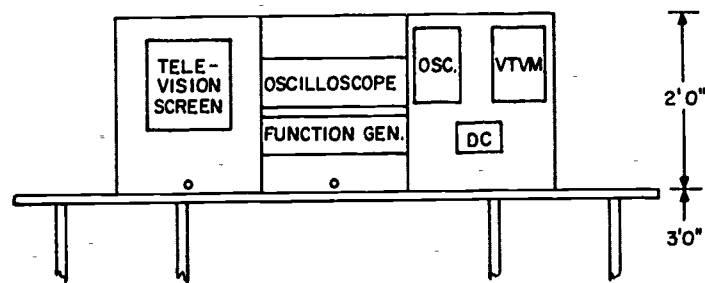 TELE-
VISION
SCREEN
OSCILLOSCOPE
FUNCTION GEN.
OSC.
VTVM
DC
2'0"
3'0"